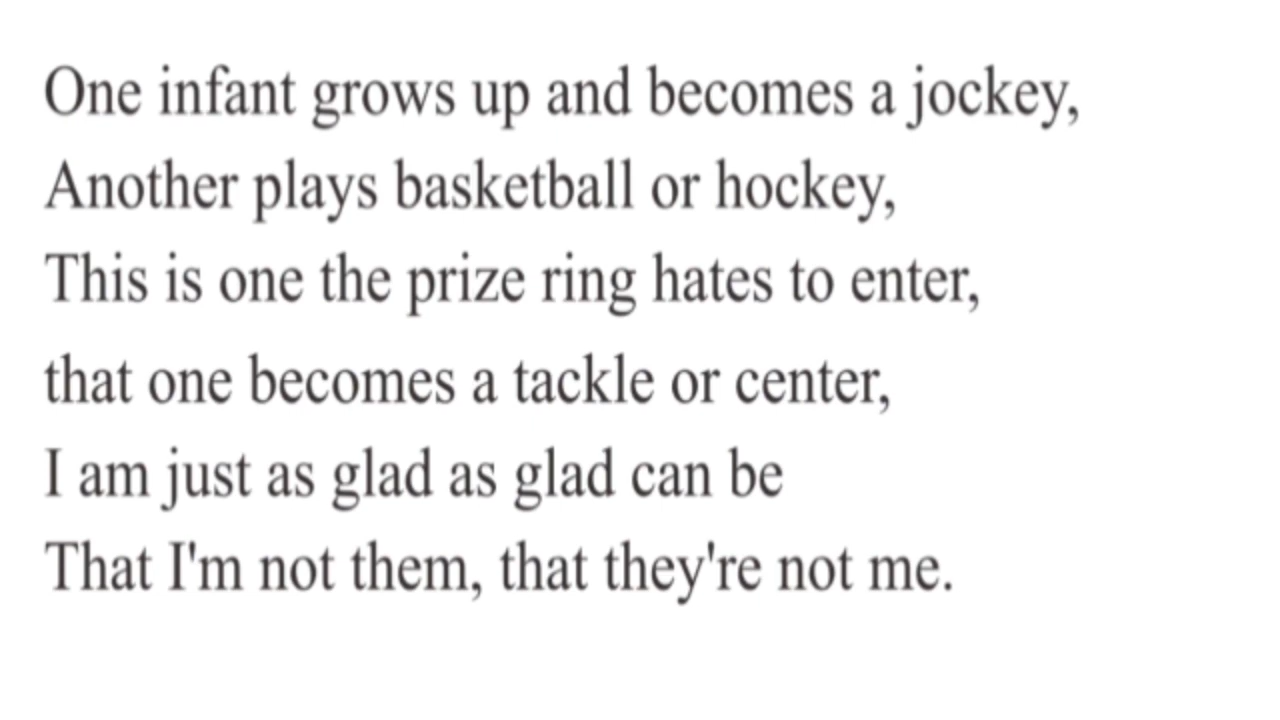 One infant grows up and becomes a jockey,
Another plays basketball or hockey,
This is one the prize ring hates to enter,
that one becomes a tackle or center,
I am just as glad as glad can be
That I'm not them, that they're not me.